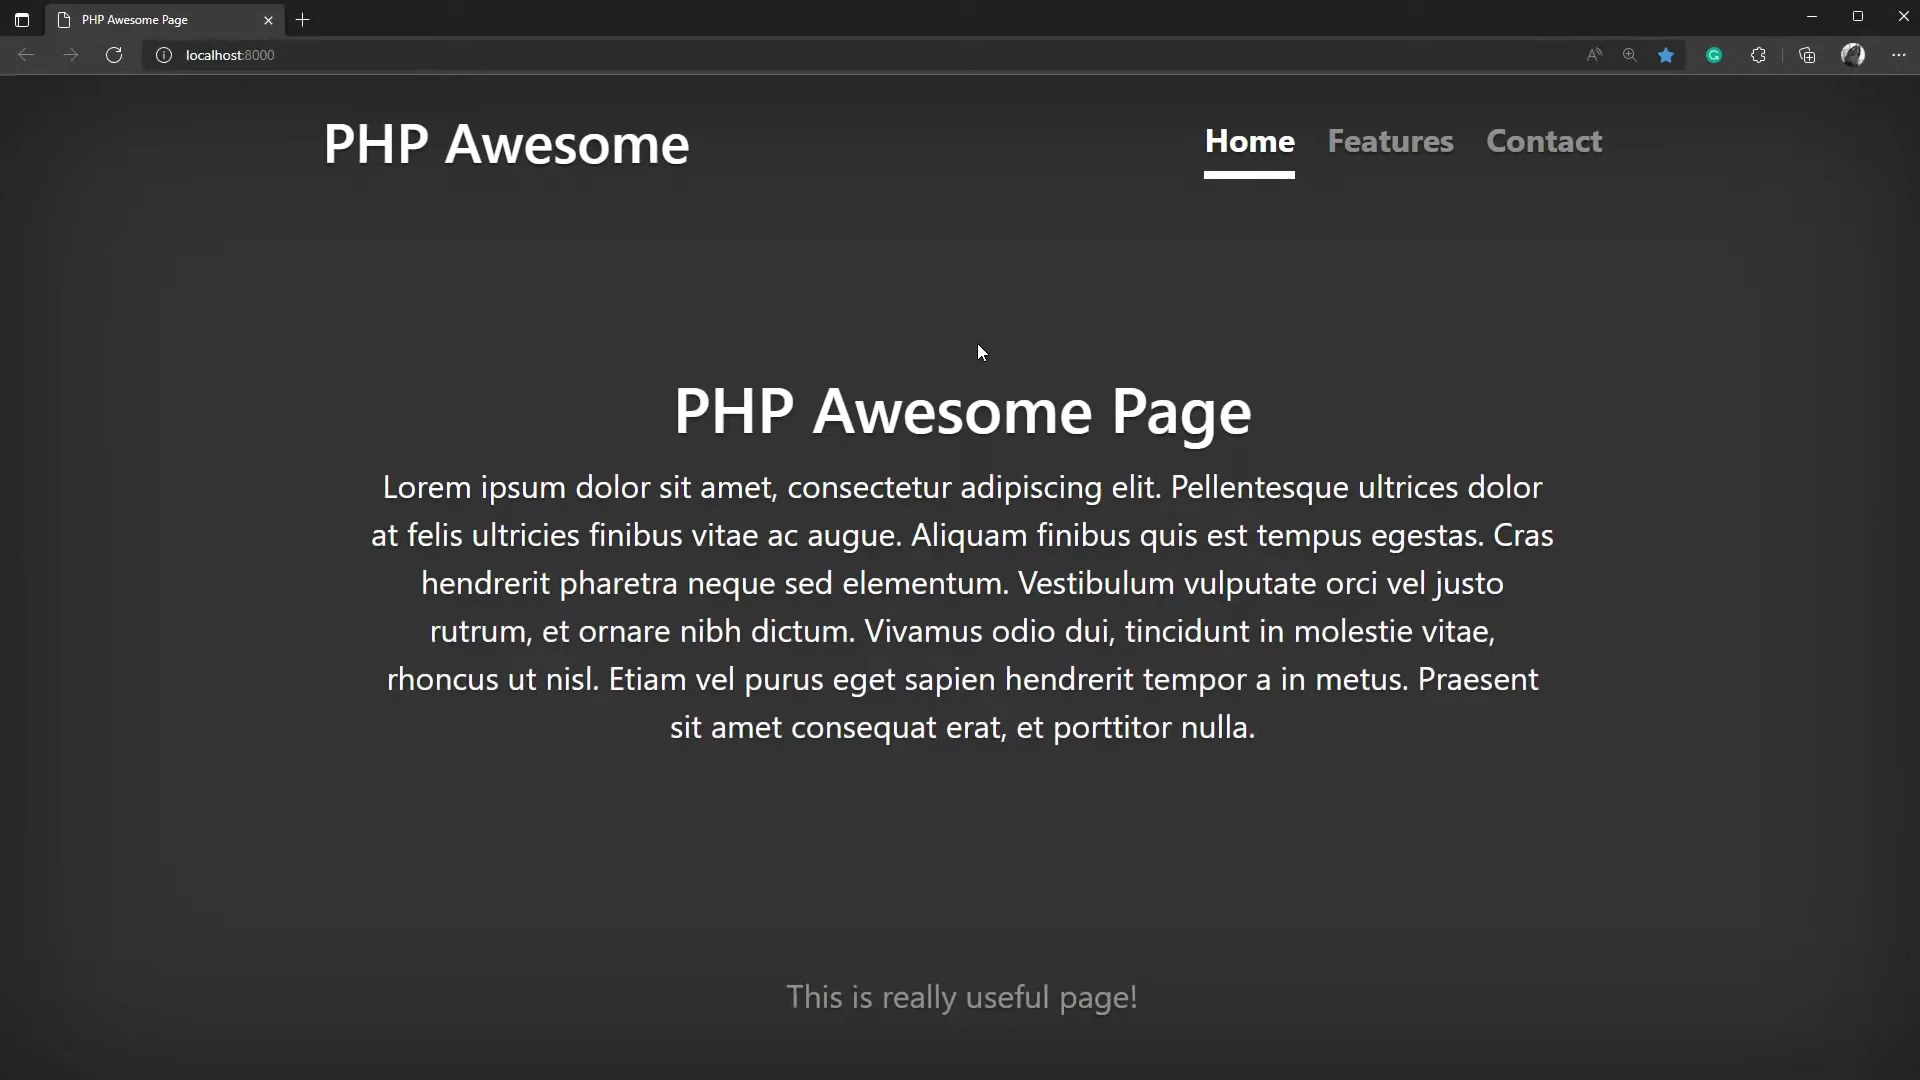 PHP Awesome Page
localhost:8000
PHP Awesome
Home Features Contact
PHP Awesome Page
Lorem ipsum dolor sit amet, consectetur adipiscing elit. Pellentesque ultrices dolor
at felis ultricies finibus vitae ac augue. Aliquam finibus quis est tempus egestas. Cras
hendrerit pharetra neque sed elementum. Vestibulum vulputate orci vel justo
rutrum, et ornare nibh dictum. Vivamus odio dui, tincidunt in molestie vitae,
rhoncus ut nisl. Etiam vel purus eget sapien hendrerit tempor a in metus. Praesent
sit amet consequat erat, et porttitor nulla.
This is really useful page!